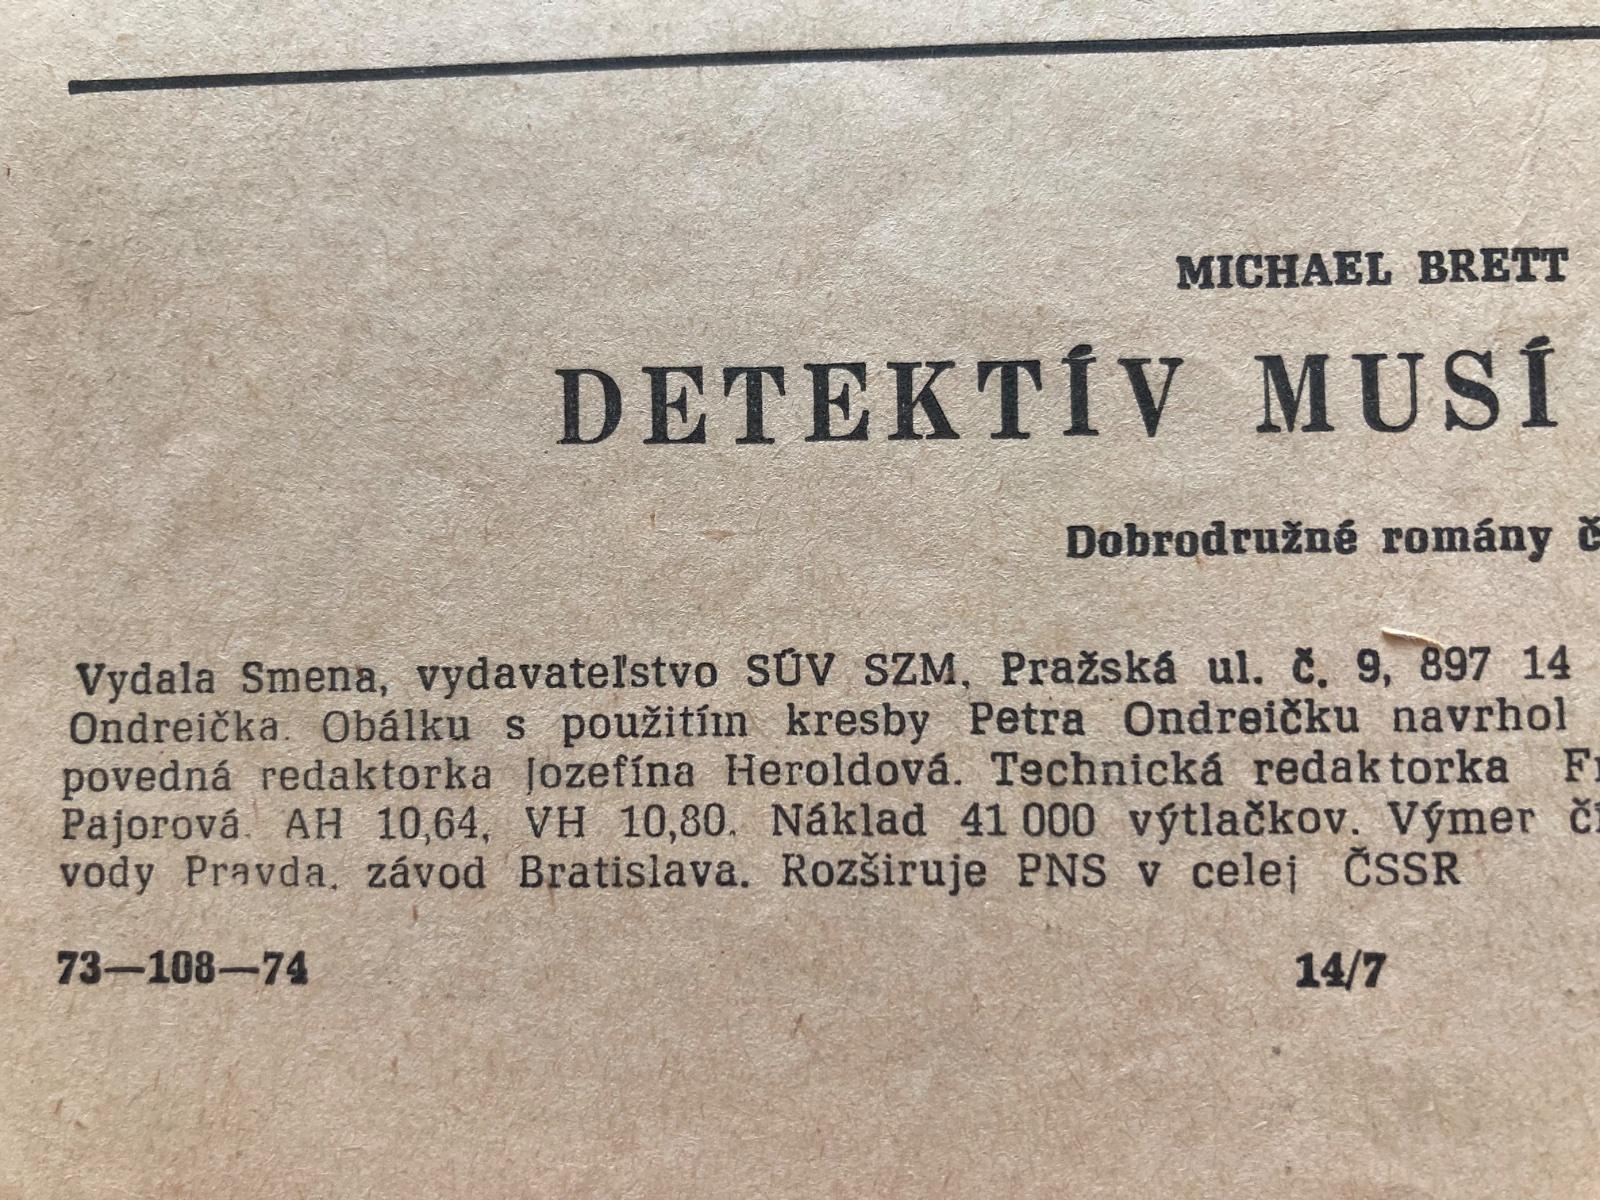 MICHAEL BRETT
DETEKTÍV MUSÍ
Dobrodružné romány
Vydala Smena, vydavateľstvo SÚV SZM, Pražská ul. č. 9, 897 14
Ondreička. Obálku s použitím kresby Petra Ondreičku navrhol
povedná redaktorka Jozefína Heroldová. Technická redaktorka
Pajorová. AH 10,64, VH 10,80. Náklad 41 000 výtlačkov. Výmer
vody Pravda, závod Bratislava. Rozširuje PNS v celej ČSSR
73—108—74 14/7